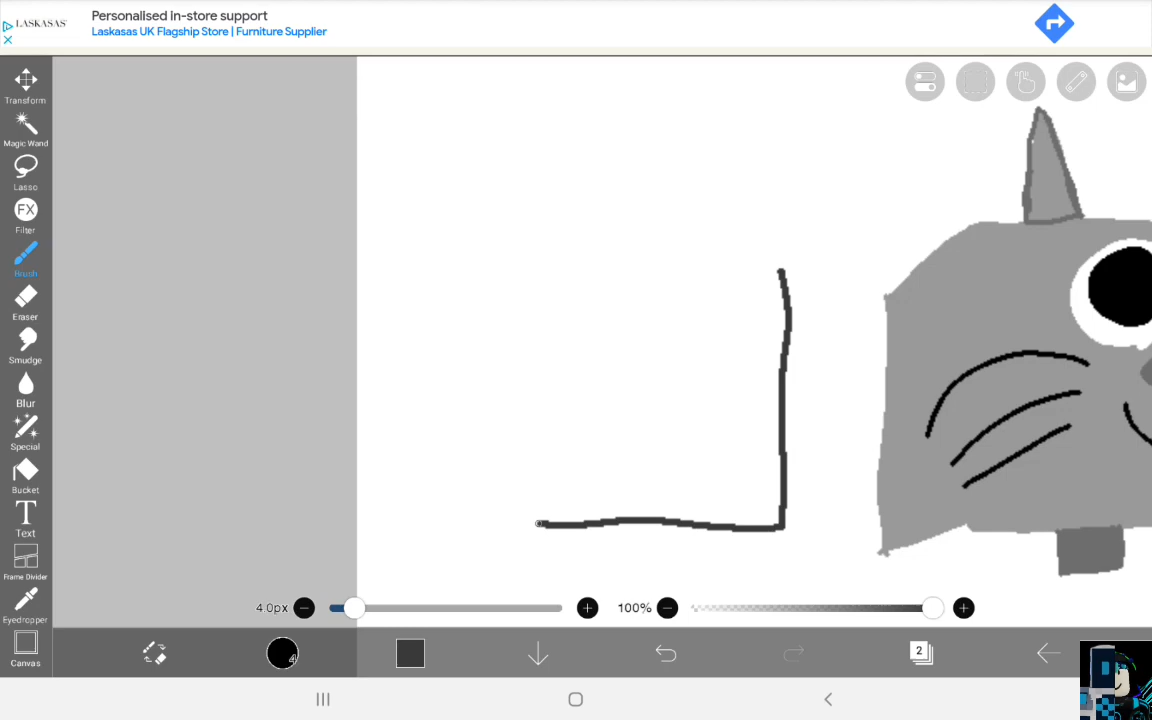 LASKASAS
Personalised in-store support
Laskasas UK Flagship Store | Furniture Supplier
Transform
Magic Wand
Lasso
FX
Filter
Brush
Eraser
Smudge
Blur
Special
Bucket
T
Text
Frame Divider
Eyedropper
Canvas
4.0px
100%
4
2